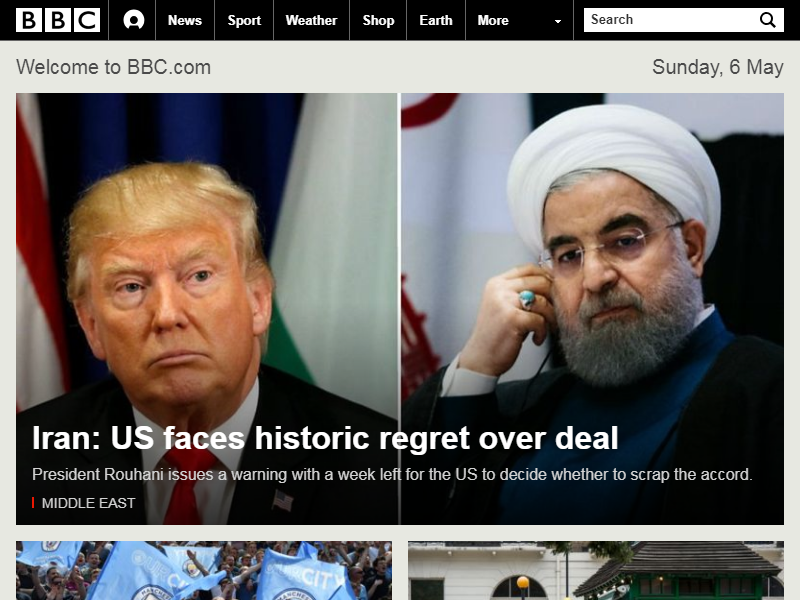 BBC
News
Sport
Weather
Shop
Earth
More
Search
Welcome to BBC.com
Sunday, 6 May
Iran: US faces historic regret over deal
President Rouhani issues a warning with a week left for the US to decide whether to scrap the accord.
MIDDLE EAST
CITY